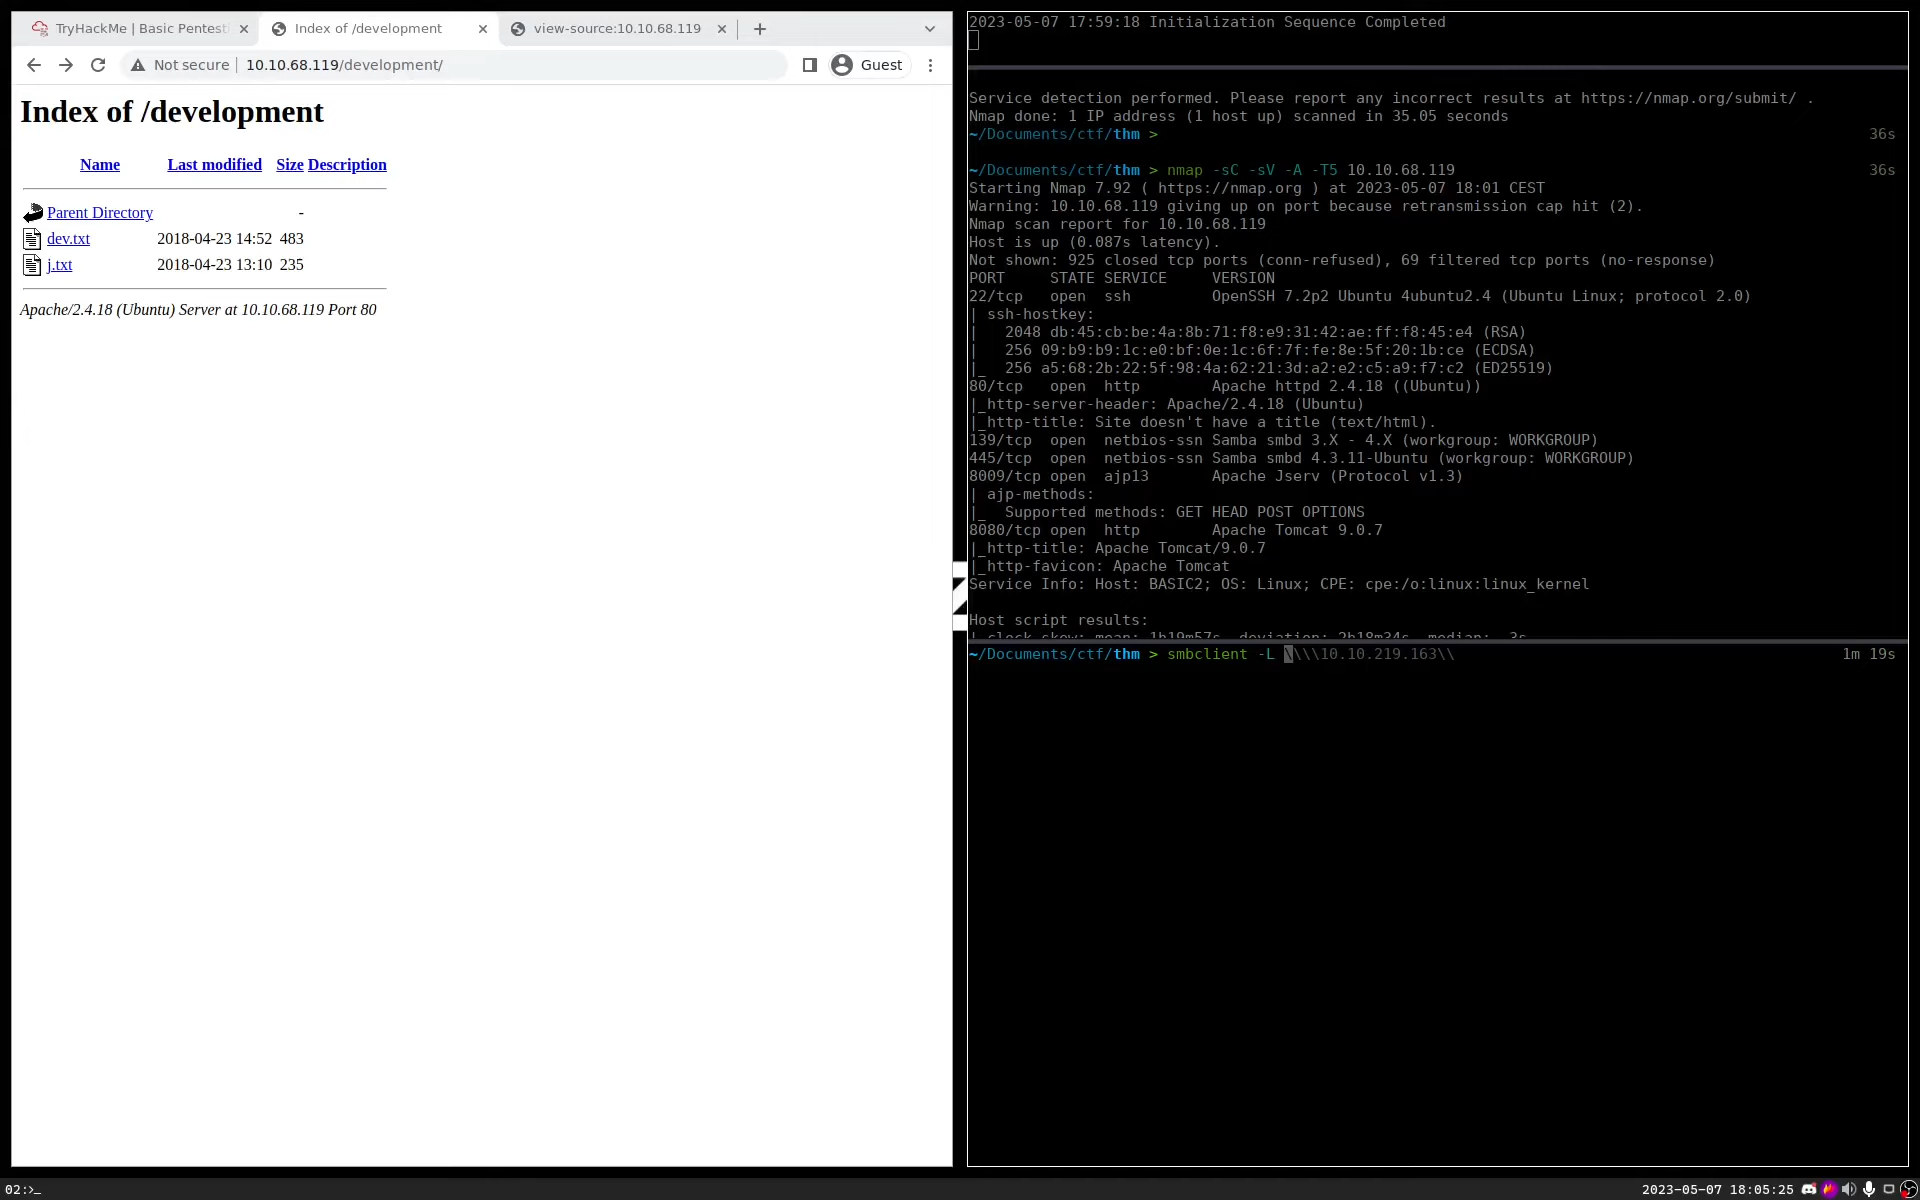 TryHackMe | Basic Pentest
Index of /development
view-source:10.10.68.119
Not secure
10.10.68.119/development/
Guest
Index of /development
Name Last modified Size Description
Parent Directory -
dev.txt 2018-04-23 14:52 483
j.txt 2018-04-23 13:10 235
Apache/2.4.18 (Ubuntu) Server at 10.10.68.119 Port 80
2023-05-07 17:59:18 Initialization Sequence Completed
Service detection performed. Please report any incorrect results at https://nmap.org/submit/ .
Nmap done: 1 IP address (1 host up) scanned in 35.05 seconds
~/Documents/ctf/thm > 36s
~/Documents/ctf/thm > nmap -sC -sV -A -T5 10.10.68.119 36s
Starting Nmap 7.92 ( https://nmap.org ) at 2023-05-07 18:01 CEST
Warning: 10.10.68.119 giving up on port because retransmission cap hit (2).
Nmap scan report for 10.10.68.119
Host is up (0.087s latency).
Not shown: 925 closed tcp ports (conn-refused), 69 filtered tcp ports (no-response)
PORT     STATE SERVICE     VERSION
22/tcp   open  ssh         OpenSSH 7.2p2 Ubuntu 4ubuntu2.4 (Ubuntu Linux; protocol 2.0)
| ssh-hostkey:
|   2048 db:45:cb:be:4a:8b:71:f8:e9:31:42:ae:ff:f8:45:e4 (RSA)
|   256 09:b9:b9:1c:e0:bf:0e:1c:6f:7f:fe:8e:5f:20:1b:ce (ECDSA)
|_  256 a5:68:2b:22:5f:98:4a:62:21:3d:a2:e2:c5:a9:f7:c2 (ED25519)
80/tcp   open  http        Apache httpd 2.4.18 ((Ubuntu))
|_http-server-header: Apache/2.4.18 (Ubuntu)
|_http-title: Site doesn't have a title (text/html).
139/tcp  open  netbios-ssn Samba smbd 3.X - 4.X (workgroup: WORKGROUP)
445/tcp  open  netbios-ssn Samba smbd 4.3.11-Ubuntu (workgroup: WORKGROUP)
8009/tcp open  ajp13       Apache Jserv (Protocol v1.3)
| ajp-methods:
|_  Supported methods: GET HEAD POST OPTIONS
8080/tcp open  http        Apache Tomcat 9.0.7
|_http-title: Apache Tomcat/9.0.7
|_http-favicon: Apache Tomcat
Service Info: Host: BASIC2; OS: Linux; CPE: cpe:/o:linux:linux_kernel
Host script results:
|_clock-skew: mean: 1h19m57s, deviation: 2h18m34s, median: -3s
~/Documents/ctf/thm > smbclient -L \\\\10.10.219.163\\ 1m 19s
02:>_
2023-05-07 18:05:25